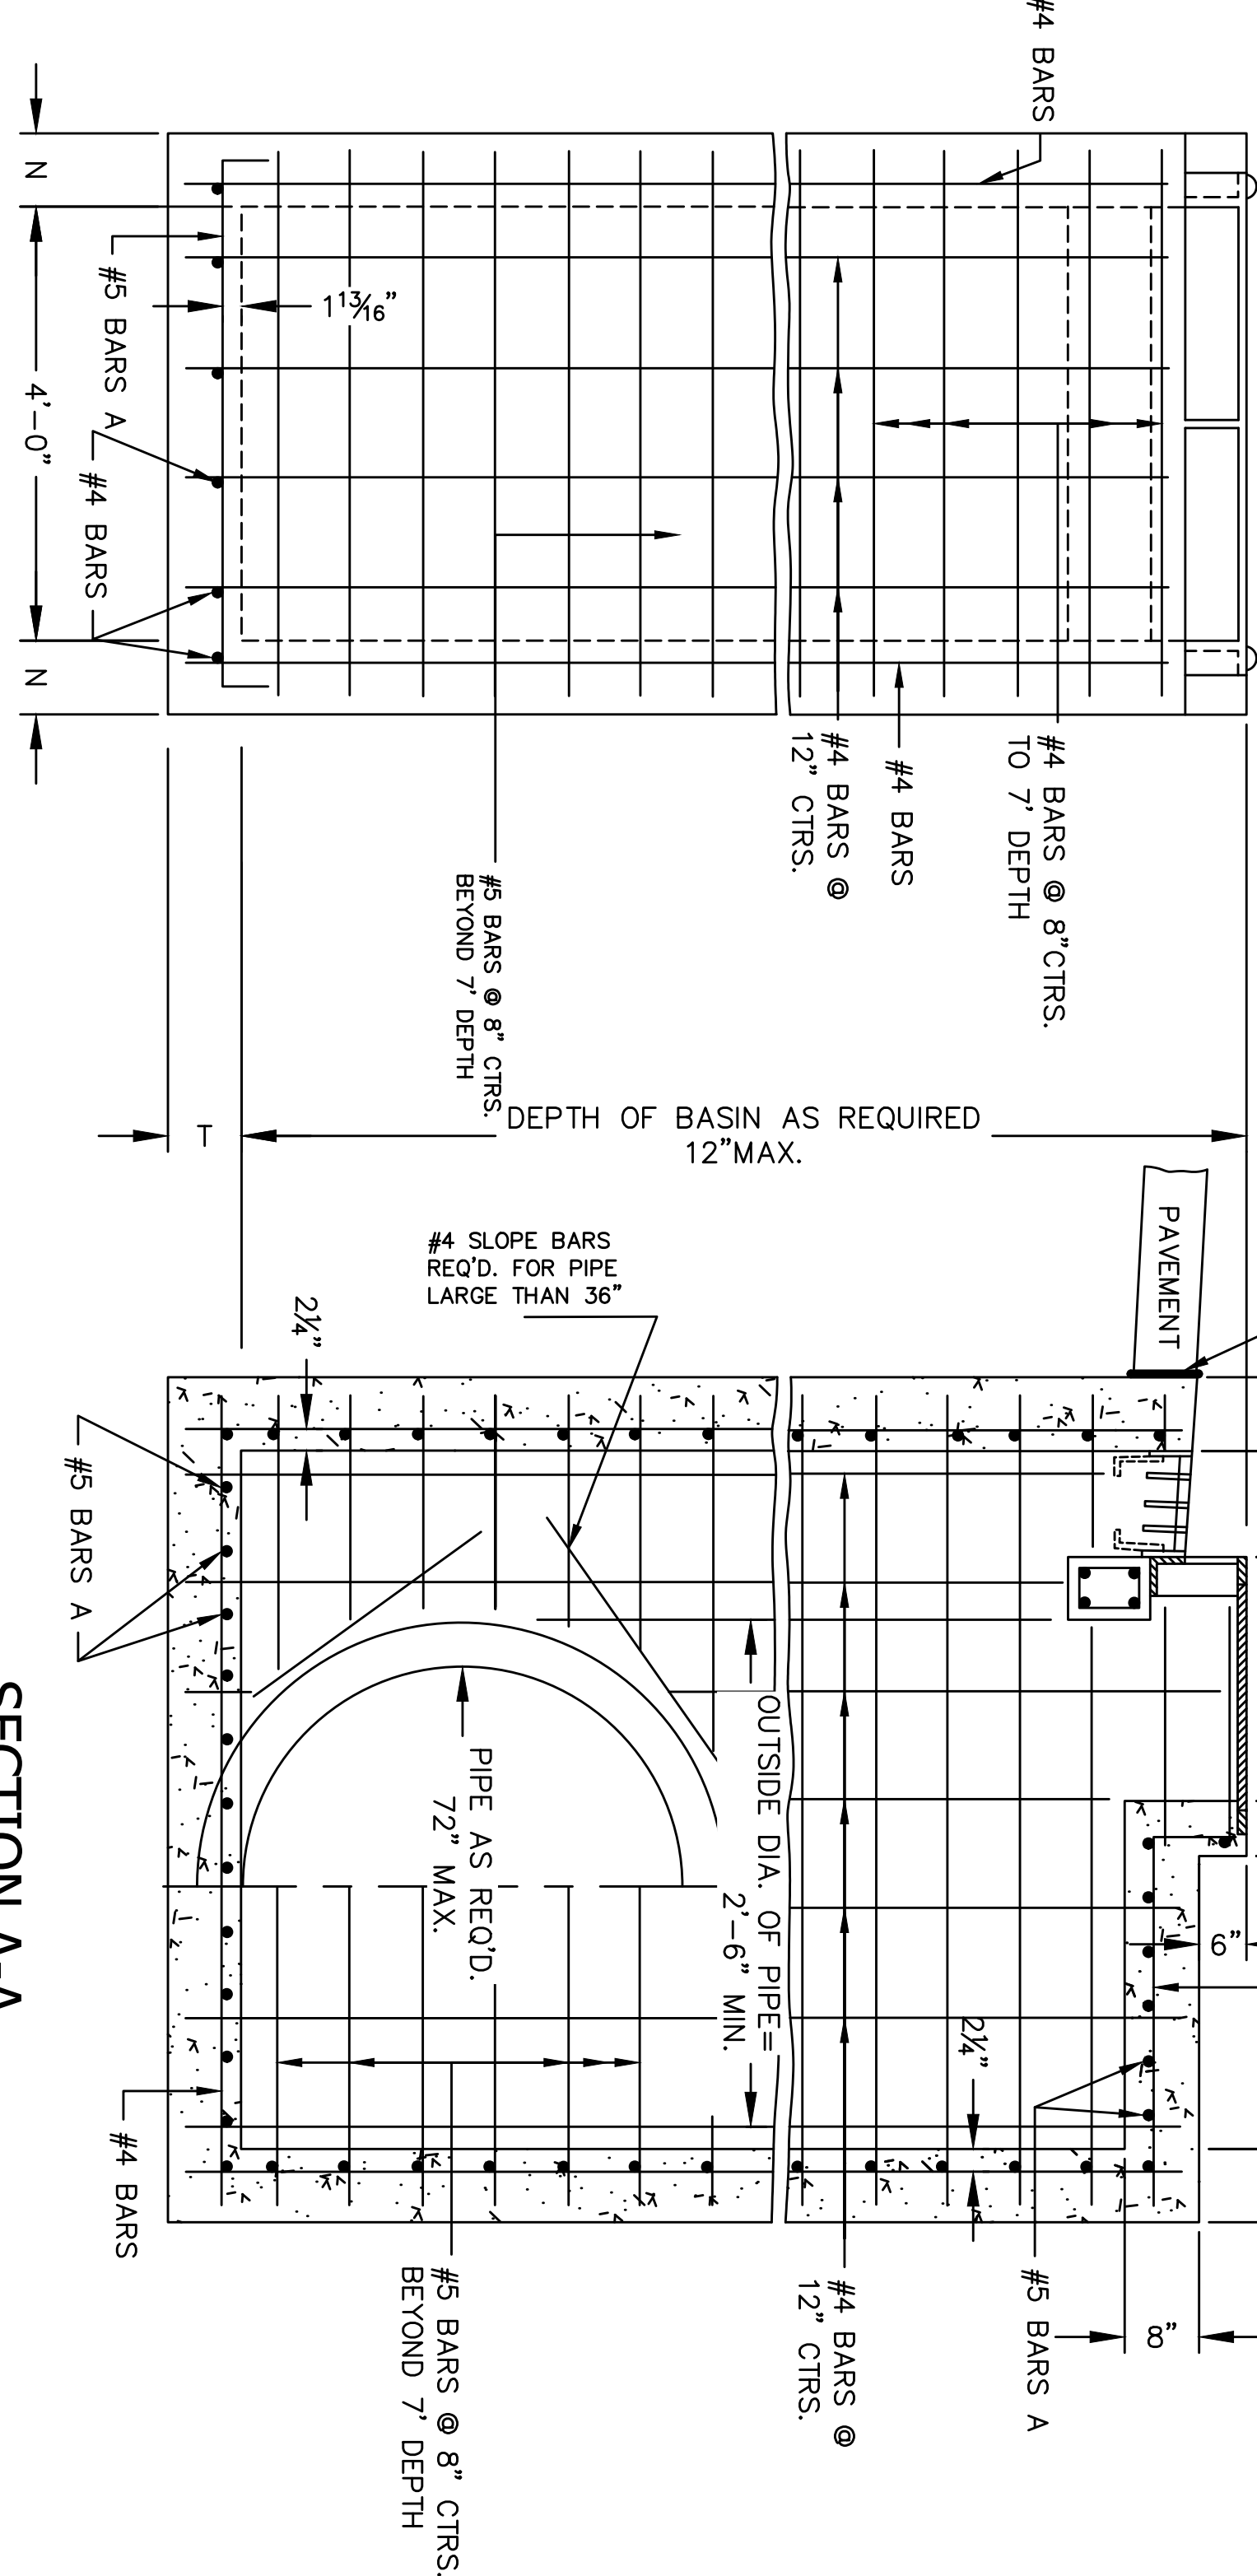 #4 BARS
N
4'-0"
N
#5 BARS A
#4 BARS
1 13/16"
#4 BARS @ 8"CTRS.
TO 7' DEPTH
#4 BARS
#4 BARS @
12" CTRS.
#5 BARS @ 8" CTRS.
BEYOND 7' DEPTH
DEPTH OF BASIN AS REQUIRED
12"MAX.
T
PAVEMENT
#4 SLOPE BARS
REQ'D. FOR PIPE
LARGE THAN 36"
2¼"
#5 BARS A
PIPE AS REQ'D.
72" MAX.
OUTSIDE DIA. OF PIPE=
2'-6" MIN.
6"
2¼"
8"
#5 BARS A
#4 BARS @
12" CTRS.
#5 BARS @ 8" CTRS.
BEYOND 7' DEPTH
#4 BARS
SECTION A-A